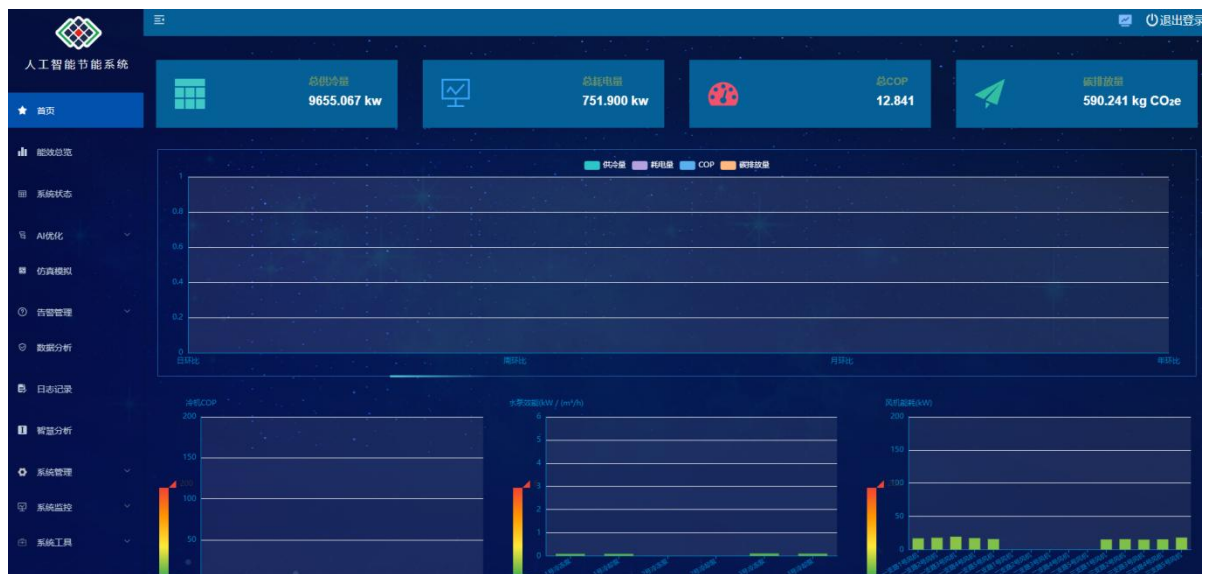 退出登录
人工智能节能系统
首页
能效总览
系统状态
AI优化
仿真模拟
告警管理
数据分析
日志记录
智慧分析
系统管理
系统监控
系统工具
总供冷量
9655.067 kw
总耗电量
751.900 kw
总COP
12.841
碳排放量
590.241 kg CO₂e
供冷量 耗电量 COP 碳排放量
1
0.8
0.6
0.4
0.2
0
日环比 周环比 月环比 年环比
冷机COP
200
150
100
50
200
水泵效能(kW / (m³/h)
6
5
4
3
2
1
0
风机能耗(kW)
200
150
100
50
0